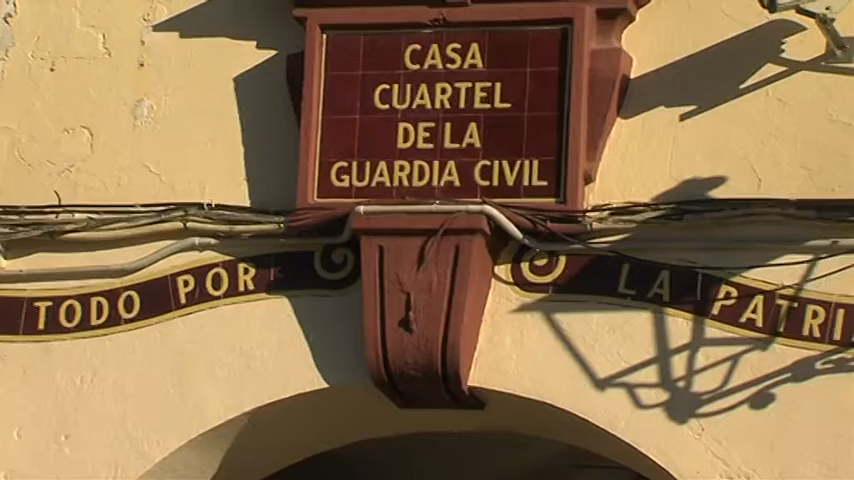 CASA
CUARTEL
DE LA
GUARDIA CIVIL
TODO POR LA PATRI